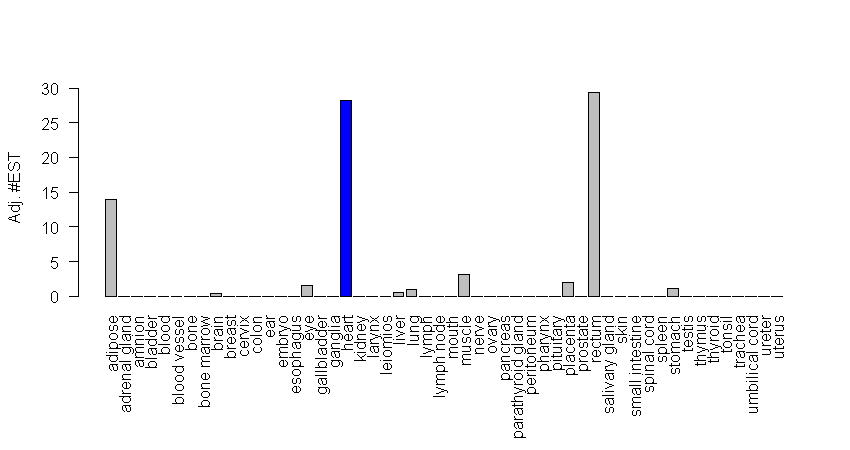 Adj. #EST
30
25
20
15
10
5
0
adipose
adrenal gland
amnion
bladder
blood
blood vessel
bone
bone marrow
brain
breast
cervix
colon
ear
embryo
esophagus
eye
gallbladder
ganglia
heart
kidney
larynx
leiomios
liver
lung
lymph
lymph node
mouth
muscle
nerve
ovary
pancreas
parathyroid gland
peritoneum
pharynx
pituitary
placenta
prostate
rectum
salivary gland
skin
small intestine
spinal cord
spleen
stomach
testis
thymus
thyroid
tonsil
trachea
umbilical cord
ureter
uterus